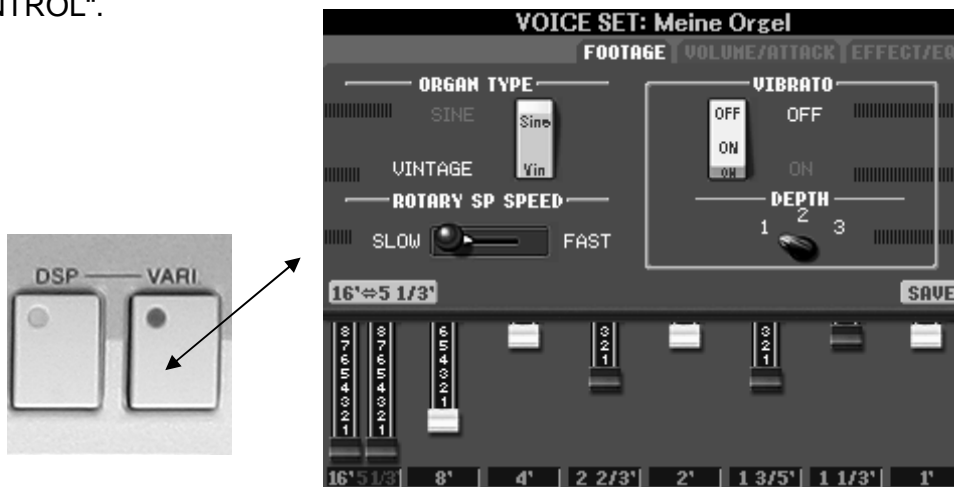 NTROL".
VOICE SET: Meine Orgel
FOOTAGE VOLUME/ATTACK EFFECT/EQ
ORGAN TYPE VIBRATO
SINE Sine OFF OFF
ON
VINTAGE Vin ON ON
ROTARY SP SPEED DEPTH
SLOW FAST 1 2 3
DSP VARI.
16'⇔5 1/3' SAVE
8 8 6 3 3
7 7 5 2 2
6 6 4 1 1
5 5 3
4 4 2
3 3 1
2 2
1 1
16' 5 1/3' 8' 4' 2 2/3' 2' 1 3/5' 1 1/3' 1'